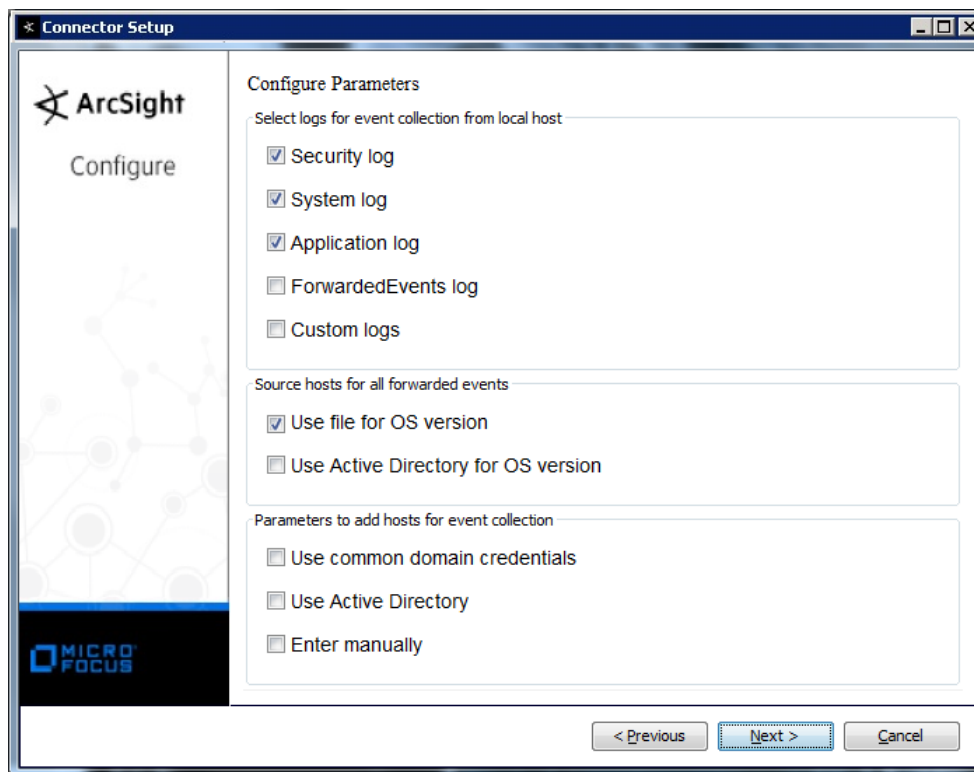 Connector Setup
ArcSight
Configure
Configure Parameters
Select logs for event collection from local host
Security log
System log
Application log
ForwardedEvents log
Custom logs
Source hosts for all forwarded events
Use file for OS version
Use Active Directory for OS version
Parameters to add hosts for event collection
Use common domain credentials
Use Active Directory
Enter manually
MICRO
FOCUS
< Previous
Next >
Cancel